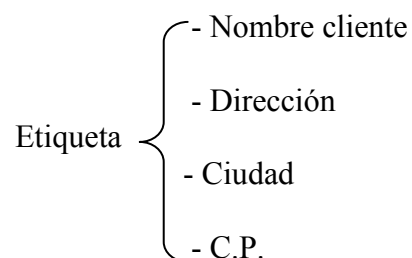 - Nombre cliente
- Dirección
Etiqueta
- Ciudad
- C.P.